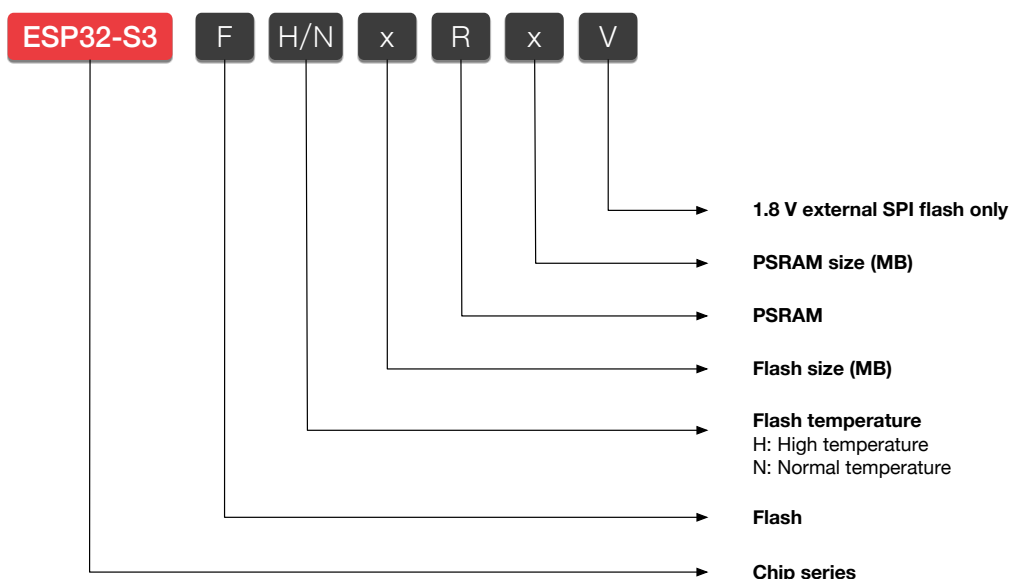 ESP32-S3 F H/N x R x V
1.8 V external SPI flash only
PSRAM size (MB)
PSRAM
Flash size (MB)
Flash temperature
H: High temperature
N: Normal temperature
Flash
Chip series